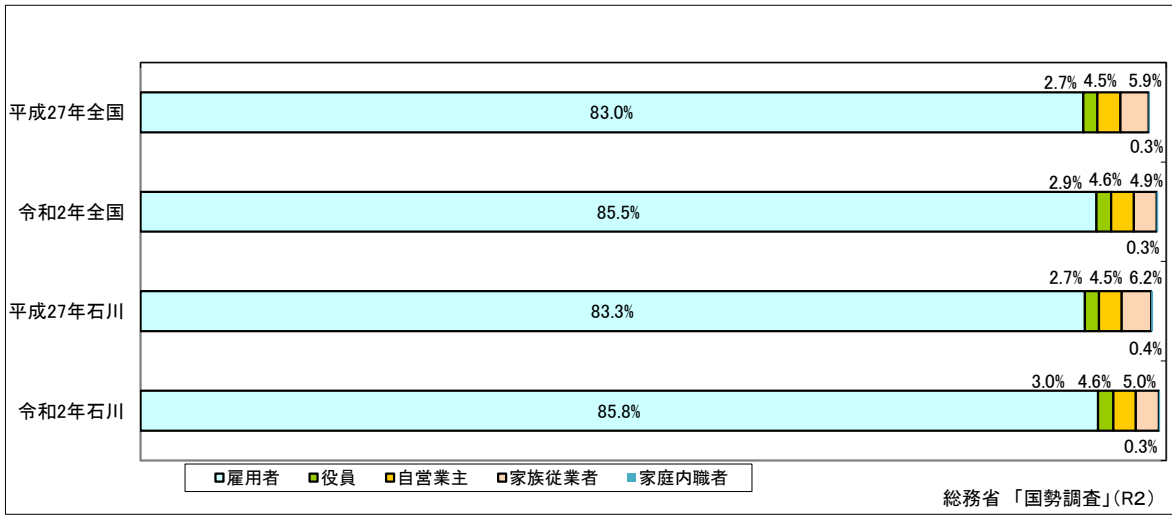 2.7% 4.5% 5.9%
平成27年全国
83.0%
0.3%
2.9% 4.6% 4.9%
令和2年全国
85.5%
0.3%
2.7% 4.5% 6.2%
平成27年石川
83.3%
0.4%
3.0% 4.6% 5.0%
令和2年石川
85.8%
0.3%
雇用者 役員 自営業主 家族従業者 家庭内職者
総務省 「国勢調査」(R2)